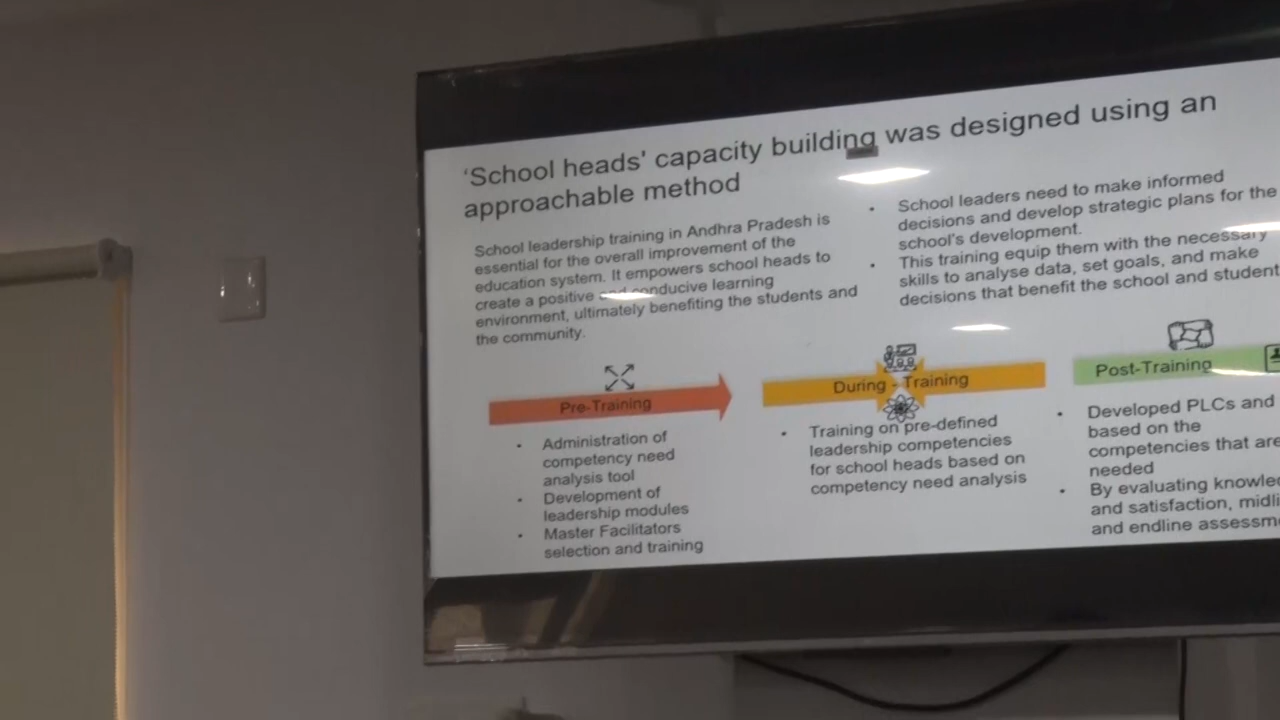 ‘School heads' capacity building was designed using an
approachable method
School leadership training in Andhra Pradesh is
essential for the overall improvement of the
education system. It empowers school heads to
create a positive and conducive learning
environment, ultimately benefiting the students and
the community.
• School leaders need to make informed
decisions and develop strategic plans for the
school's development.
• This training equip them with the necessary
skills to analyse data, set goals, and make
decisions that benefit the school and student
Pre-Training
• Administration of
competency need
analysis tool
• Development of
leadership modules
• Master Facilitators
selection and training
During - Training
• Training on pre-defined
leadership competencies
for school heads based on
competency need analysis
Post-Training
• Developed PLCs and
based on the
competencies that are
needed
• By evaluating
and satisfaction,
and endline